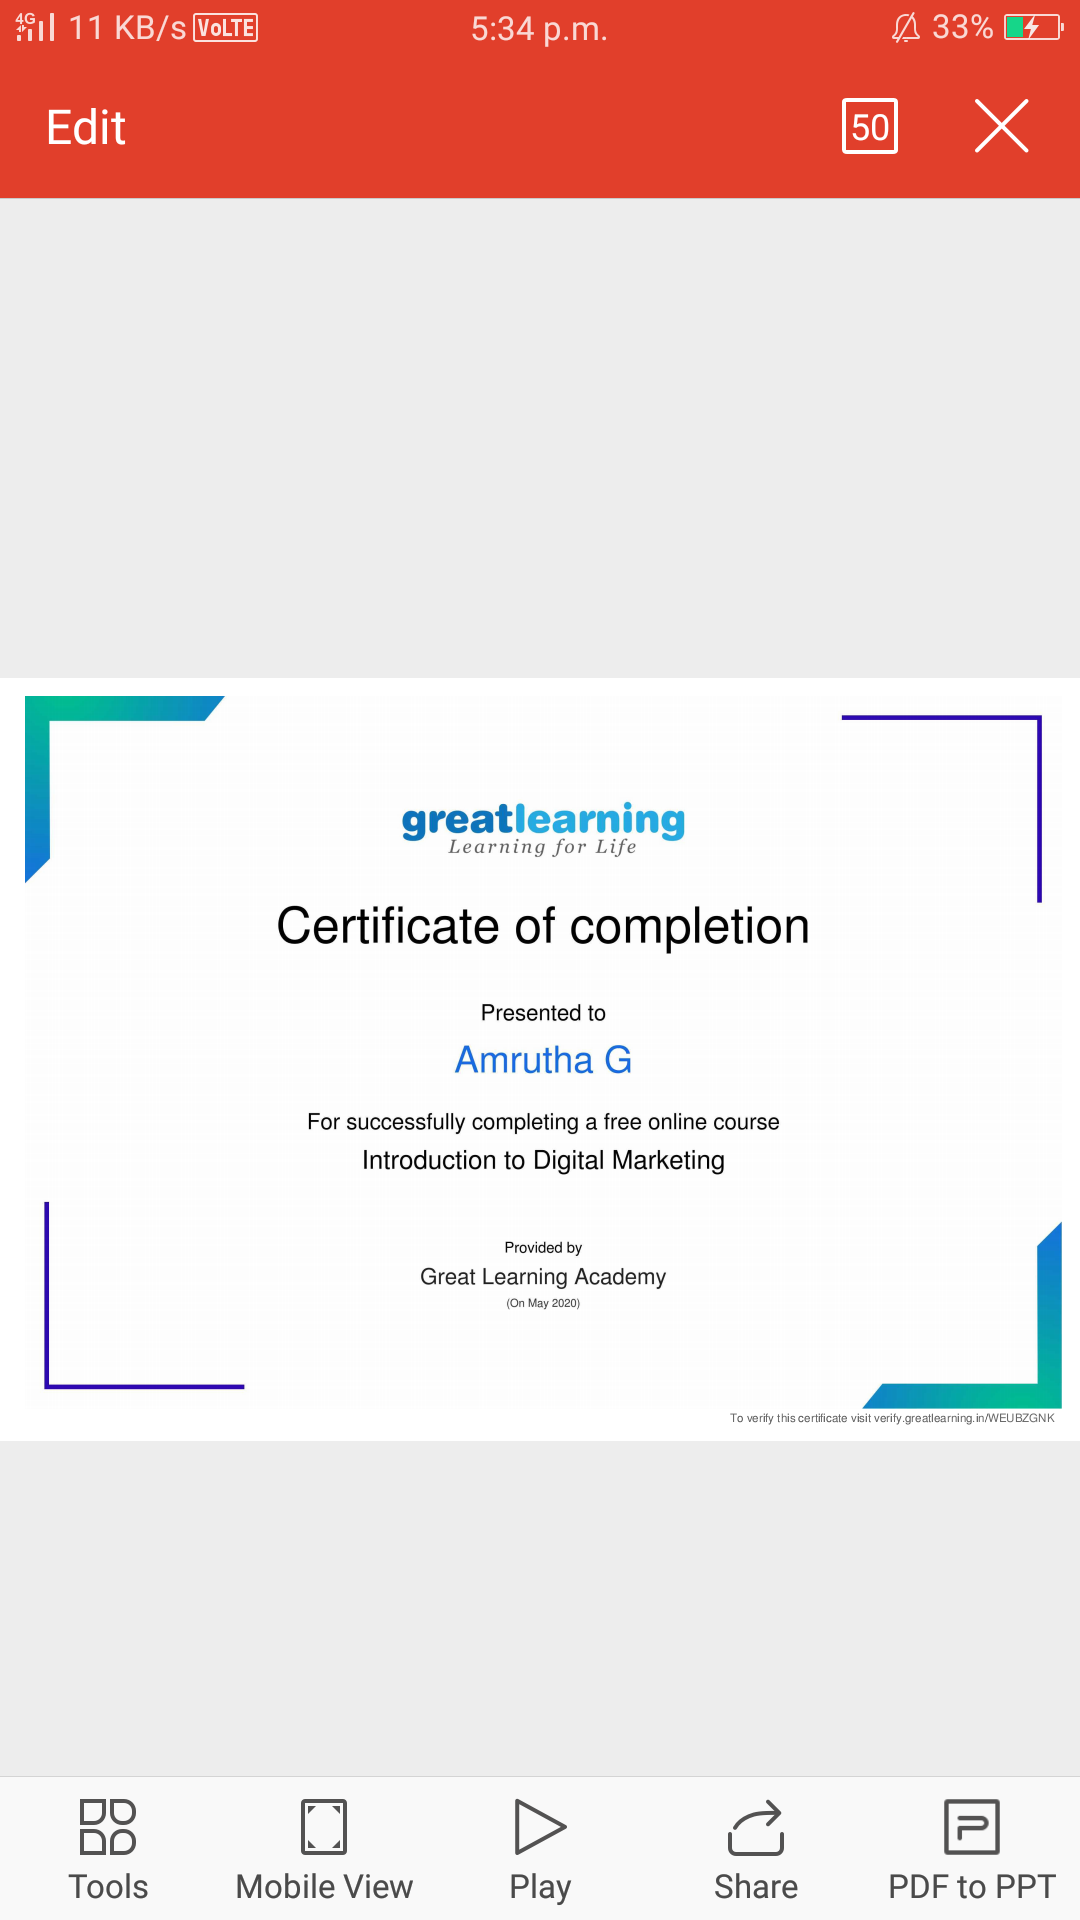 4G 11 KB/s VoLTE 5:34 p.m. 33%
Edit 50
greatlearning
Learning for Life
Certificate of completion
Presented to
Amrutha G
For successfully completing a free online course
Introduction to Digital Marketing
Provided by
Great Learning Academy
(On May 2020)
To verify this certificate visit verify.greatlearning.in/WEUBZGNK
Tools Mobile View Play Share PDF to PPT